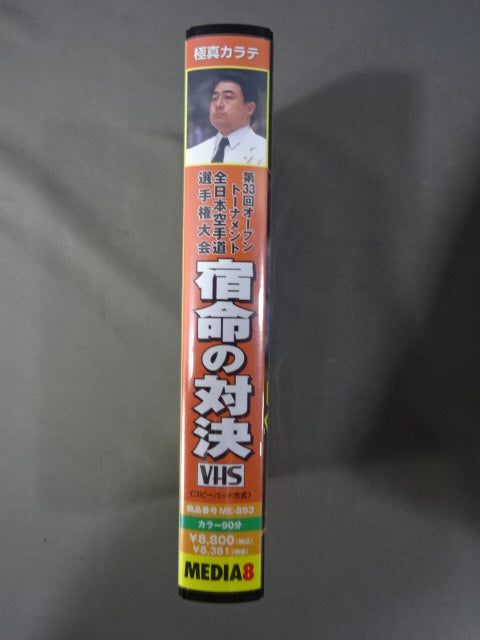 極真カラテ
第33回オープン
トーナメント
全日本空手道
選手権大会
宿命の対決
VHS
(コピーガード方式)
商品番号 ME-893
カラー90分
¥8,800(税込)
¥8,381(税抜)
MEDIA8